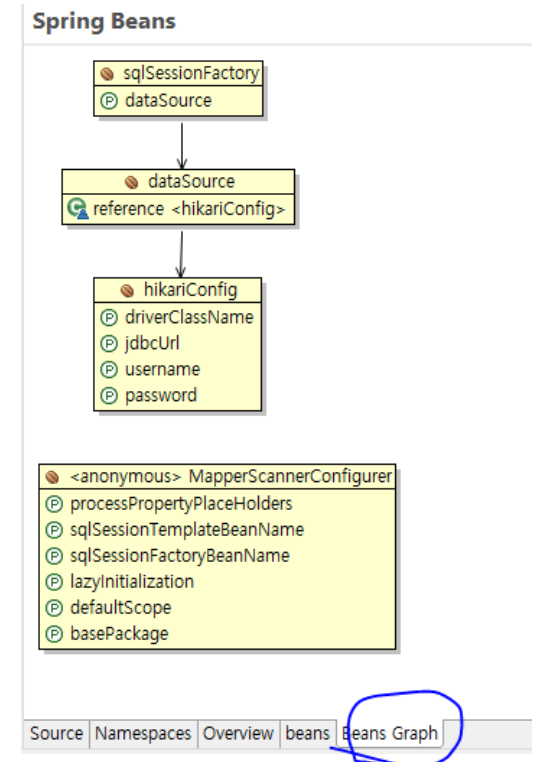 Spring Beans
sqlSessionFactory
dataSource
dataSource
reference <hikariConfig>
hikariConfig
driverClassName
jdbcUrl
username
password
<anonymous> MapperScannerConfigurer
processPropertyPlaceHolders
sqlSessionTemplateBeanName
sqlSessionFactoryBeanName
lazyInitialization
defaultScope
basePackage
Source Namespaces Overview beans Beans Graph